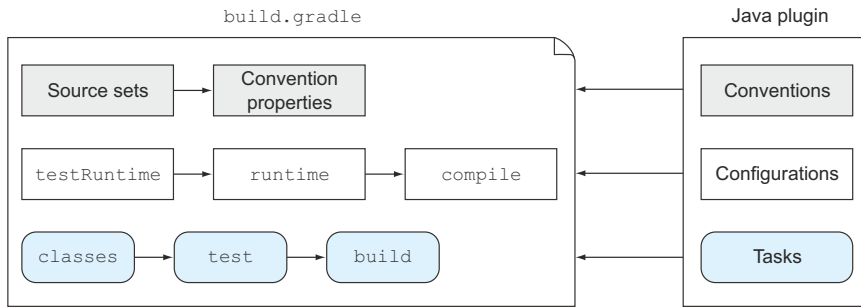 build.gradle
Java plugin
Source sets
Convention
properties
Conventions
testRuntime
runtime
compile
Configurations
classes
test
build
Tasks